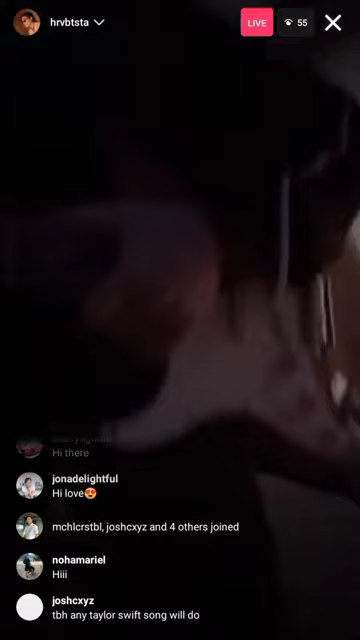 hrvbtsta
LIVE
55
Hi there
jonadelightful
Hi love😍
mchlcrstbl, joshcxyz and 4 others joined
nohamariel
Hiii
joshcxyz
tbh any taylor swift song will do